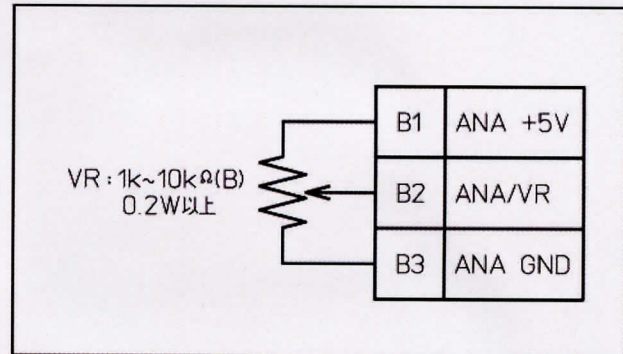 B1 ANA +5V
VR : 1k~10kΩ(B)
0.2W以上
B2 ANA/VR
B3 ANA GND